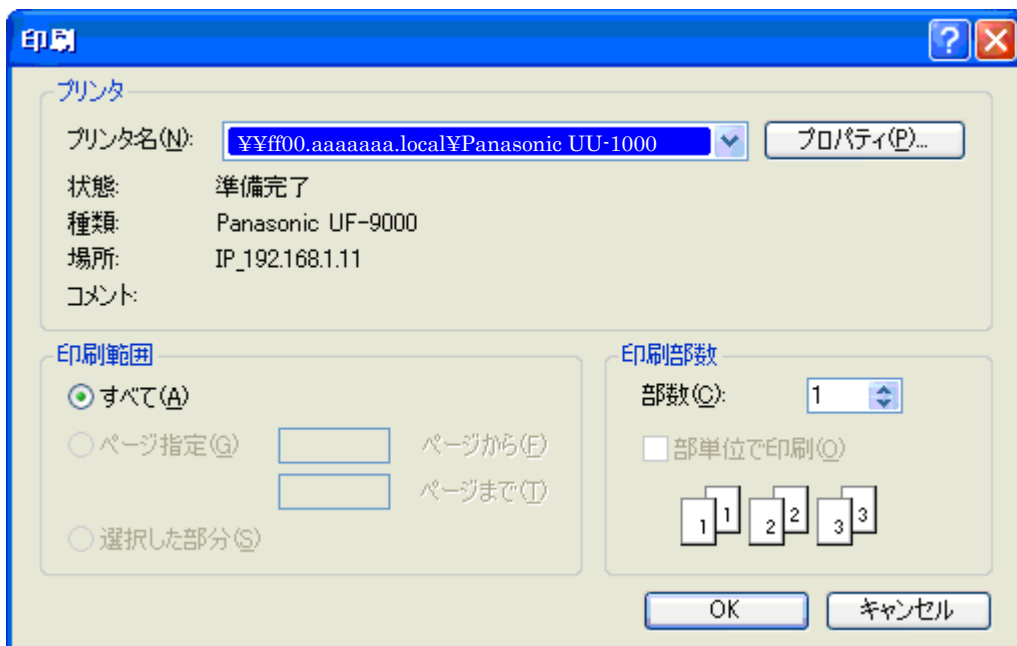 印刷
プリンタ
プリンタ名(N): ¥¥ff00.aaaaaaa.local¥Panasonic UU-1000 プロパティ(P)...
状態: 準備完了
種類: Panasonic UF-9000
場所: IP_192.168.1.11
コメント:
印刷範囲
すべて(A)
ページ指定(G) ページから(F)
ページまで(T)
選択した部分(S)
印刷部数
部数(C): 1
部単位で印刷(O)
1 1 2 2 3 3
OK キャンセル